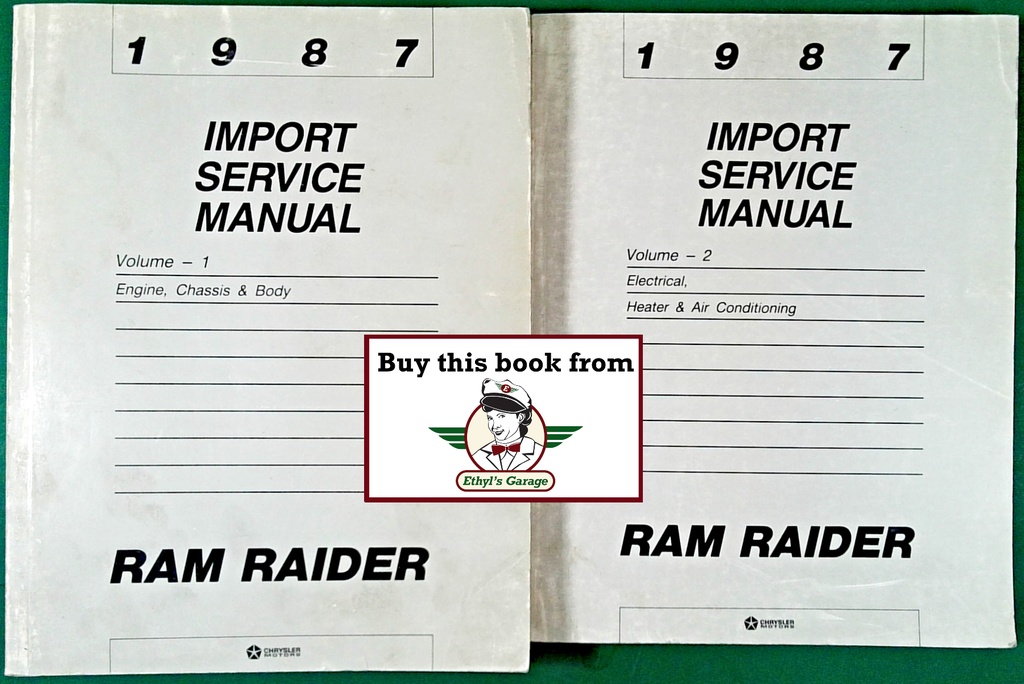 1 9 8 7
IMPORT
SERVICE
MANUAL
Volume – 1
Engine, Chassis & Body
RAM RAIDER
CHRYSLER
MOTORS
1 9 8 7
IMPORT
SERVICE
MANUAL
Volume – 2
Electrical,
Heater & Air Conditioning
RAM RAIDER
CHRYSLER
MOTORS
Buy this book from
E
Ethyl's Garage